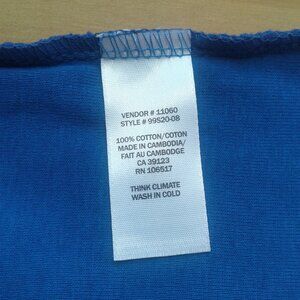 VENDOR # 11060
STYLE # 99520-08
100% COTTON/COTON
MADE IN CAMBODIA/
FAIT AU CAMBODGE
CA 39123
RN 106517
THINK CLIMATE
WASH IN COLD